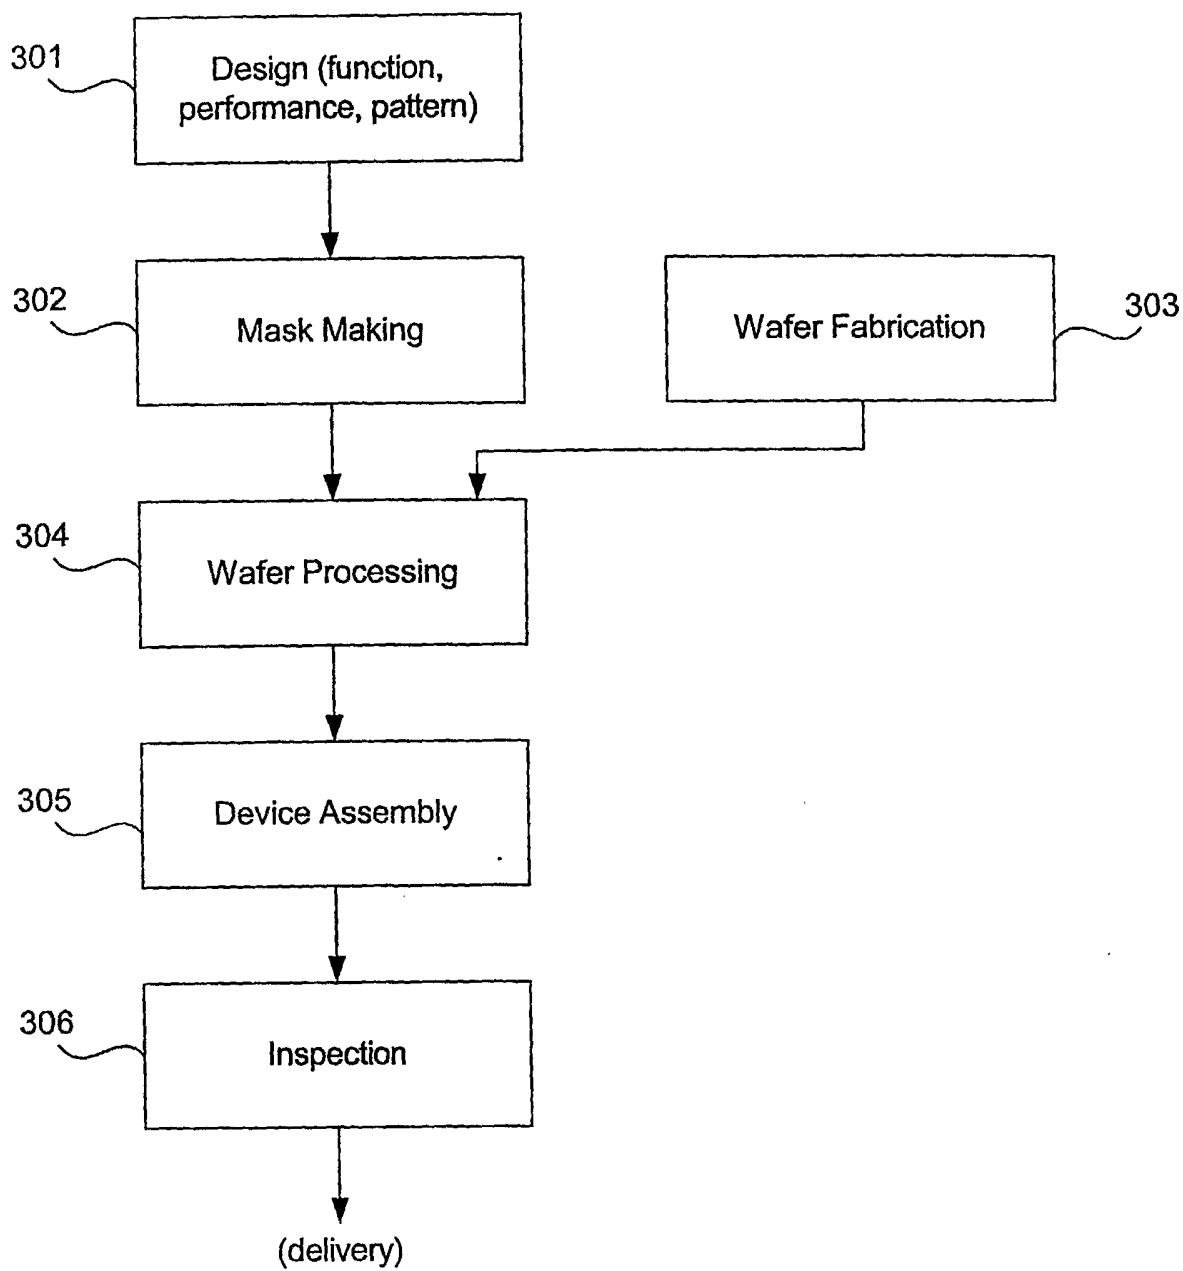 301
Design (function,
performance, pattern)
302
Mask Making
Wafer Fabrication
303
304
Wafer Processing
305
Device Assembly
306
Inspection
(delivery)